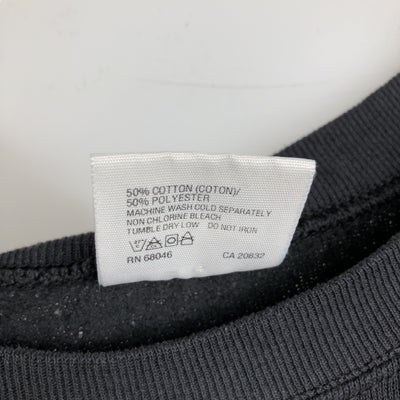 50% COTTON (COTON)/
50% POLYESTER
MACHINE WASH COLD SEPARATELY
NON CHLORINE BLEACH
TUMBLE DRY LOW DO NOT IRON
RN 68046 CA 20832